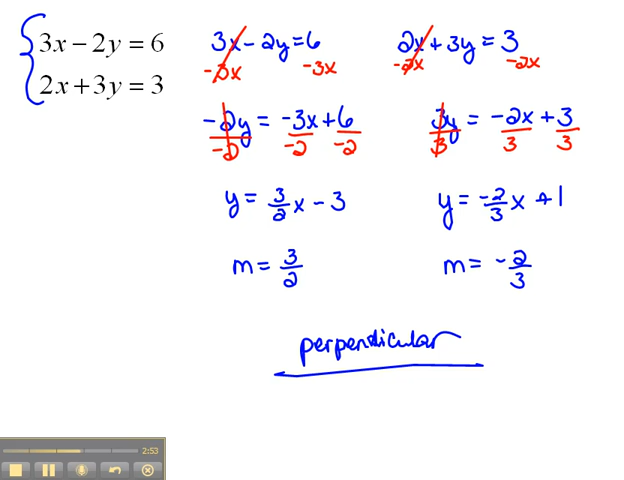 3x − 2y = 6
2x + 3y = 3
3x - 2y = 6
-3x -3x
-2y = -3x + 6
-2 -2 -2
y = 3/2 x - 3
m = 3/2
2x + 3y = 3
-2x -2x
3y = -2x + 3
3 3 3
y = -2/3 x + 1
m = -2/3
perpendicular
2:53